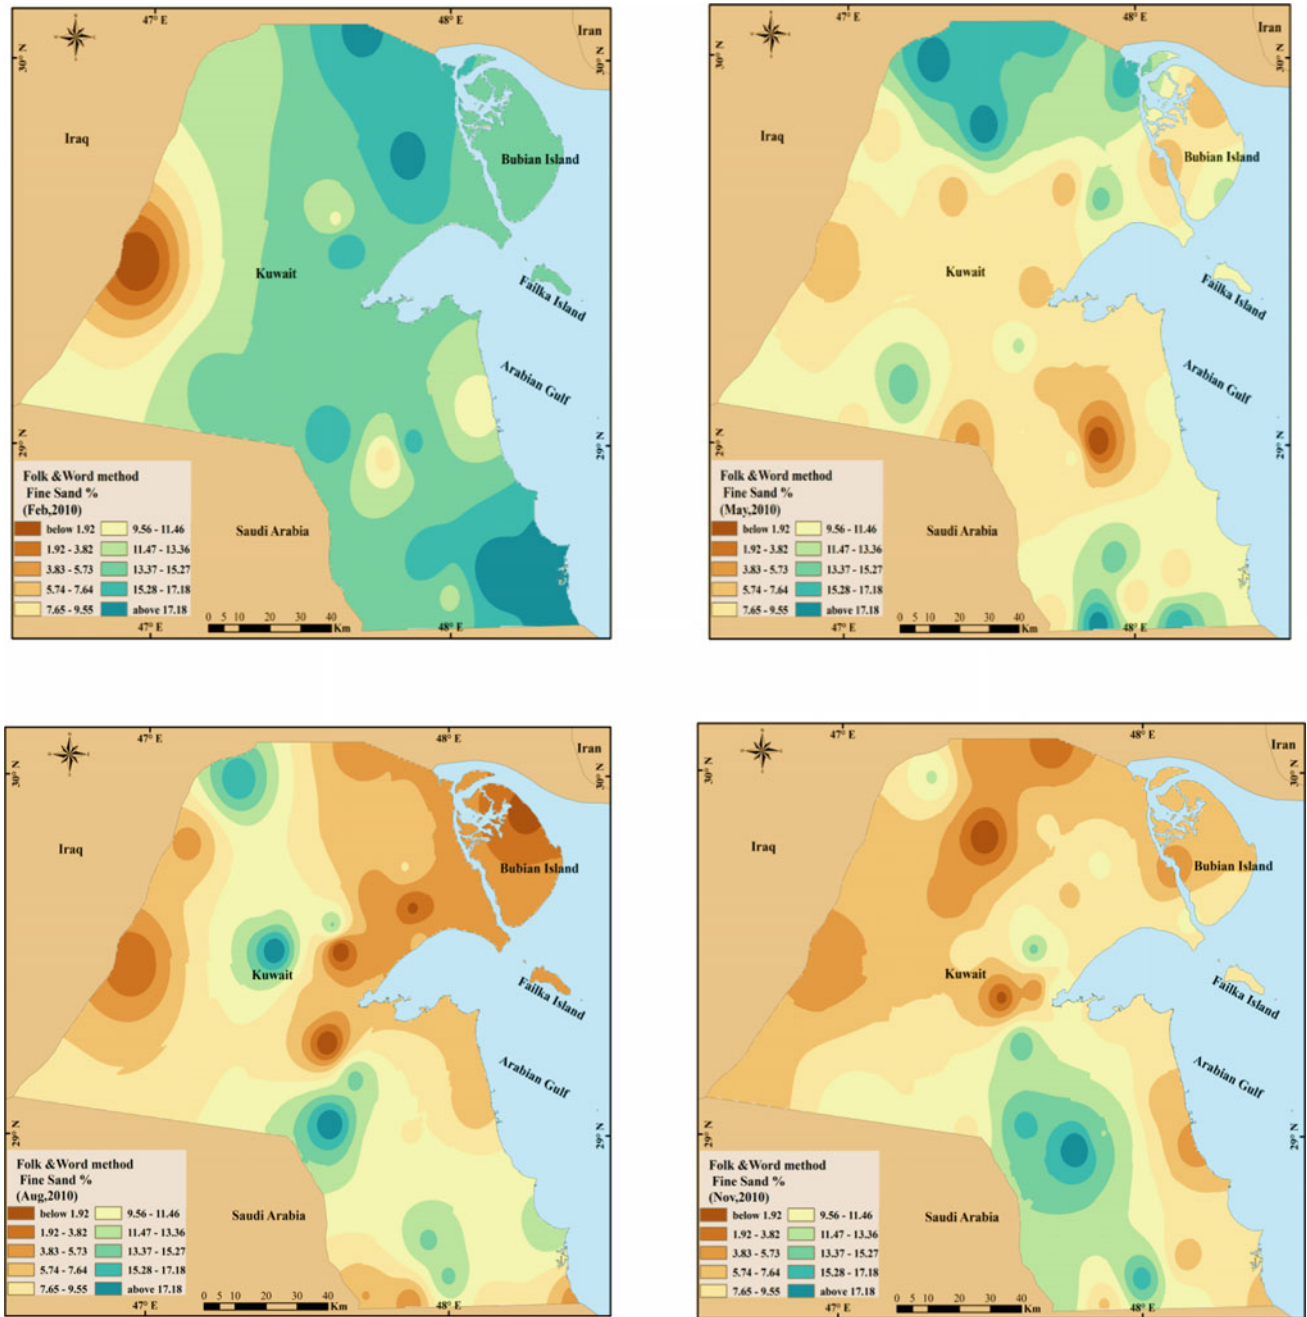 47° E
48° E
Iran
30° N
30° N
Iraq
Bubian Island
Kuwait
Failka Island
Arabian Gulf
29° N
29° N
Folk &Word method
Fine Sand %
(Feb,2010)
below 1.92
9.56 - 11.46
1.92 - 3.82
11.47 - 13.36
3.83 - 5.73
13.37 - 15.27
5.74 - 7.64
15.28 - 17.18
7.65 - 9.55
above 17.18
Saudi Arabia
0 5 10 20 30 40
Km
47° E
48° E
47° E
48° E
Iran
30° N
30° N
Iraq
Bubian Island
Kuwait
Failka Island
Arabian Gulf
29° N
29° N
Folk &Word method
Fine Sand %
(May,2010)
below 1.92
9.56 - 11.46
1.92 - 3.82
11.47 - 13.36
3.83 - 5.73
13.37 - 15.27
5.74 - 7.64
15.28 - 17.18
7.65 - 9.55
above 17.18
Saudi Arabia
0 5 10 20 30 40
Km
47° E
48° E
47° E
48° E
Iran
30° N
30° N
Iraq
Bubian Island
Kuwait
Failka Island
Arabian Gulf
29° N
29° N
Folk &Word method
Fine Sand %
(Aug,2010)
below 1.92
9.56 - 11.46
1.92 - 3.82
11.47 - 13.36
3.83 - 5.73
13.37 - 15.27
5.74 - 7.64
15.28 - 17.18
7.65 - 9.55
above 17.18
Saudi Arabia
0 5 10 20 30 40
Km
47° E
48° E
47° E
48° E
Iran
30° N
30° N
Iraq
Bubian Island
Kuwait
Failka Island
Arabian Gulf
29° N
29° N
Folk &Word method
Fine Sand %
(Nov,2010)
below 1.92
9.56 - 11.46
1.92 - 3.82
11.47 - 13.36
3.83 - 5.73
13.37 - 15.27
5.74 - 7.64
15.28 - 17.18
7.65 - 9.55
above 17.18
Saudi Arabia
0 5 10 20 30 40
Km
47° E
48° E